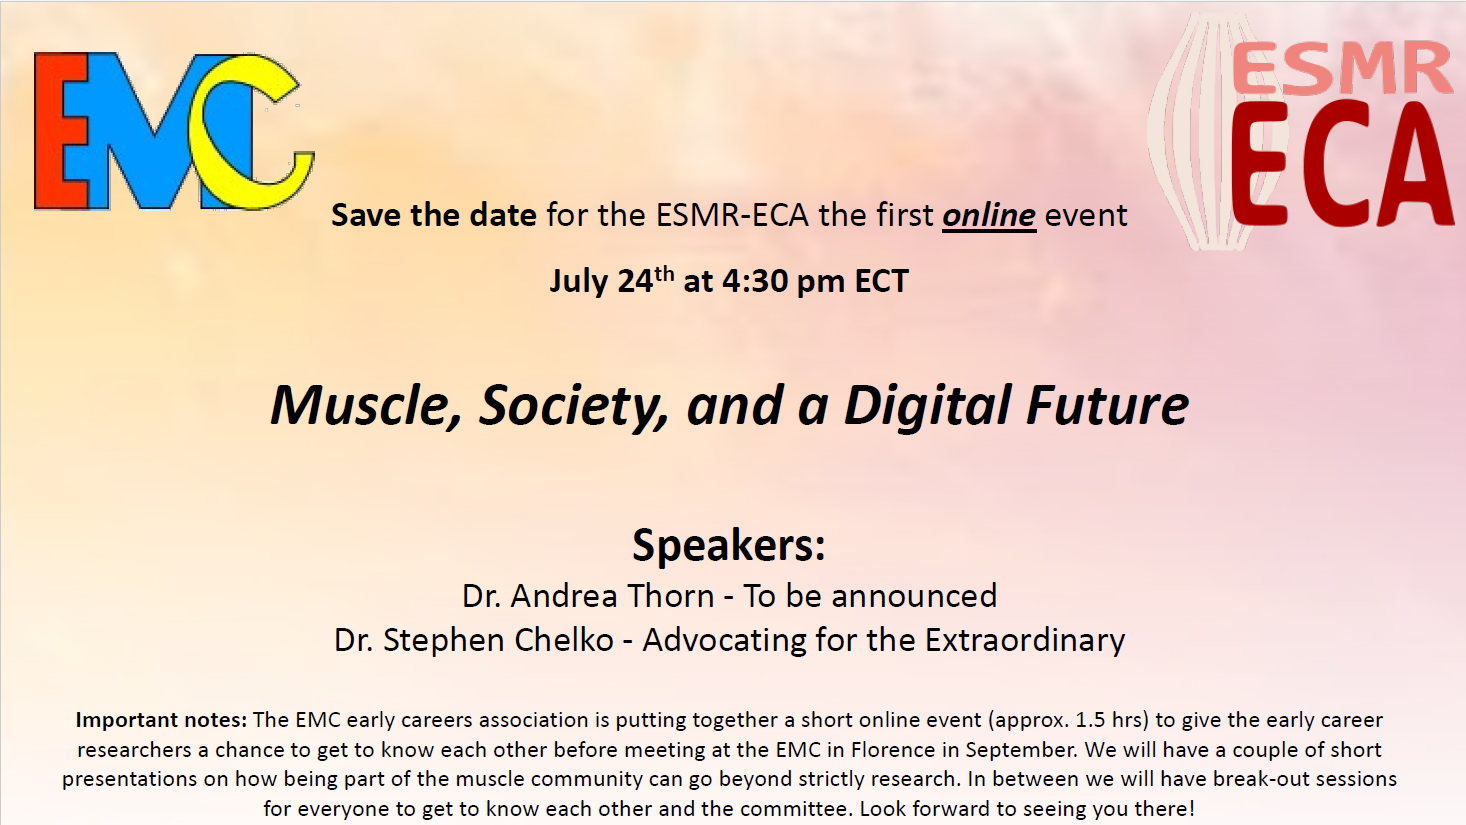 EMC
ESMR
ECA
Save the date for the ESMR-ECA the first online event
July 24th at 4:30 pm ECT
Muscle, Society, and a Digital Future
Speakers:
Dr. Andrea Thorn - To be announced
Dr. Stephen Chelko - Advocating for the Extraordinary
Important notes: The EMC early careers association is putting together a short online event (approx. 1.5 hrs) to give the early career
researchers a chance to get to know each other before meeting at the EMC in Florence in September. We will have a couple of short
presentations on how being part of the muscle community can go beyond strictly research. In between we will have break-out sessions
for everyone to get to know each other and the committee. Look forward to seeing you there!